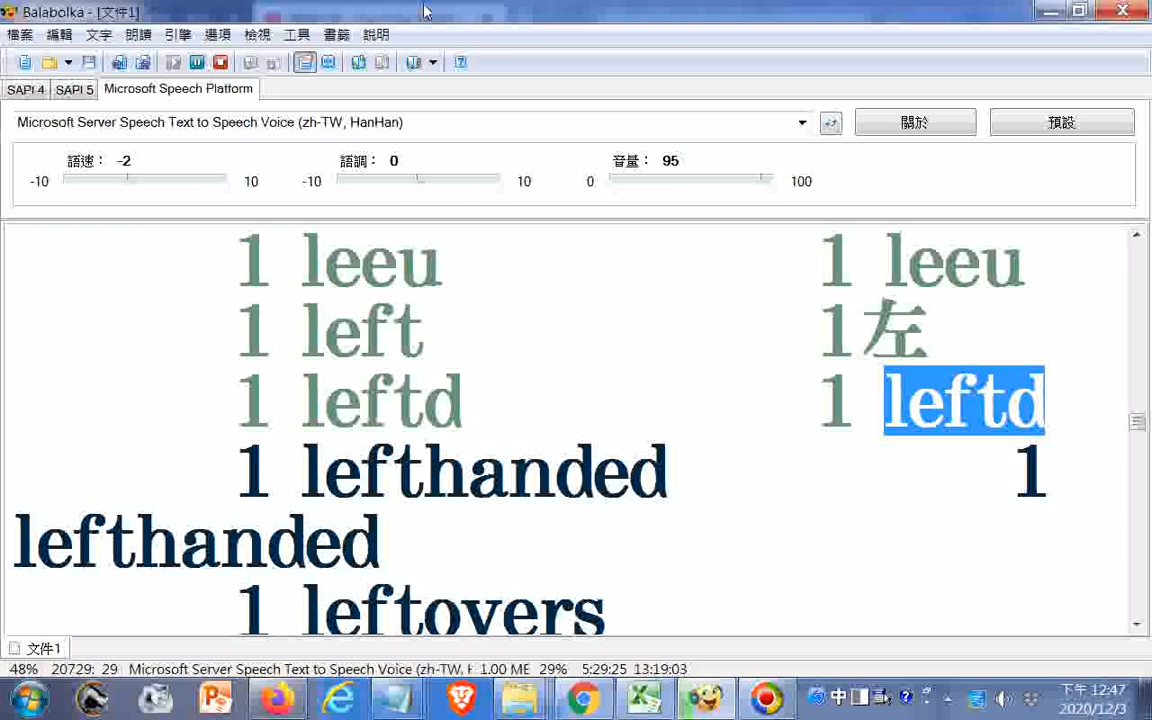 Balabolka - [文件1]
檔案 編輯 文字 朗讀 引擎 選項 檢視 工具 書籤 說明
SAPI 4 SAPI 5 Microsoft Speech Platform
Microsoft Server Speech Text to Speech Voice (zh-TW, HanHan) 關於 預設
語速： -2 語調： 0 音量： 95
-10 10 -10 10 0 100
1 leeu 1 leeu
1 left 1左
1 leftd 1 leftd
1 lefthanded 1
lefthanded
1 leftovers
文件1
48% 20729: 29 Microsoft Server Speech Text to Speech Voice (zh-TW, H 1.00 ME 29% 5:29:25 13:19:03
中 下午 12:47
2020/12/3